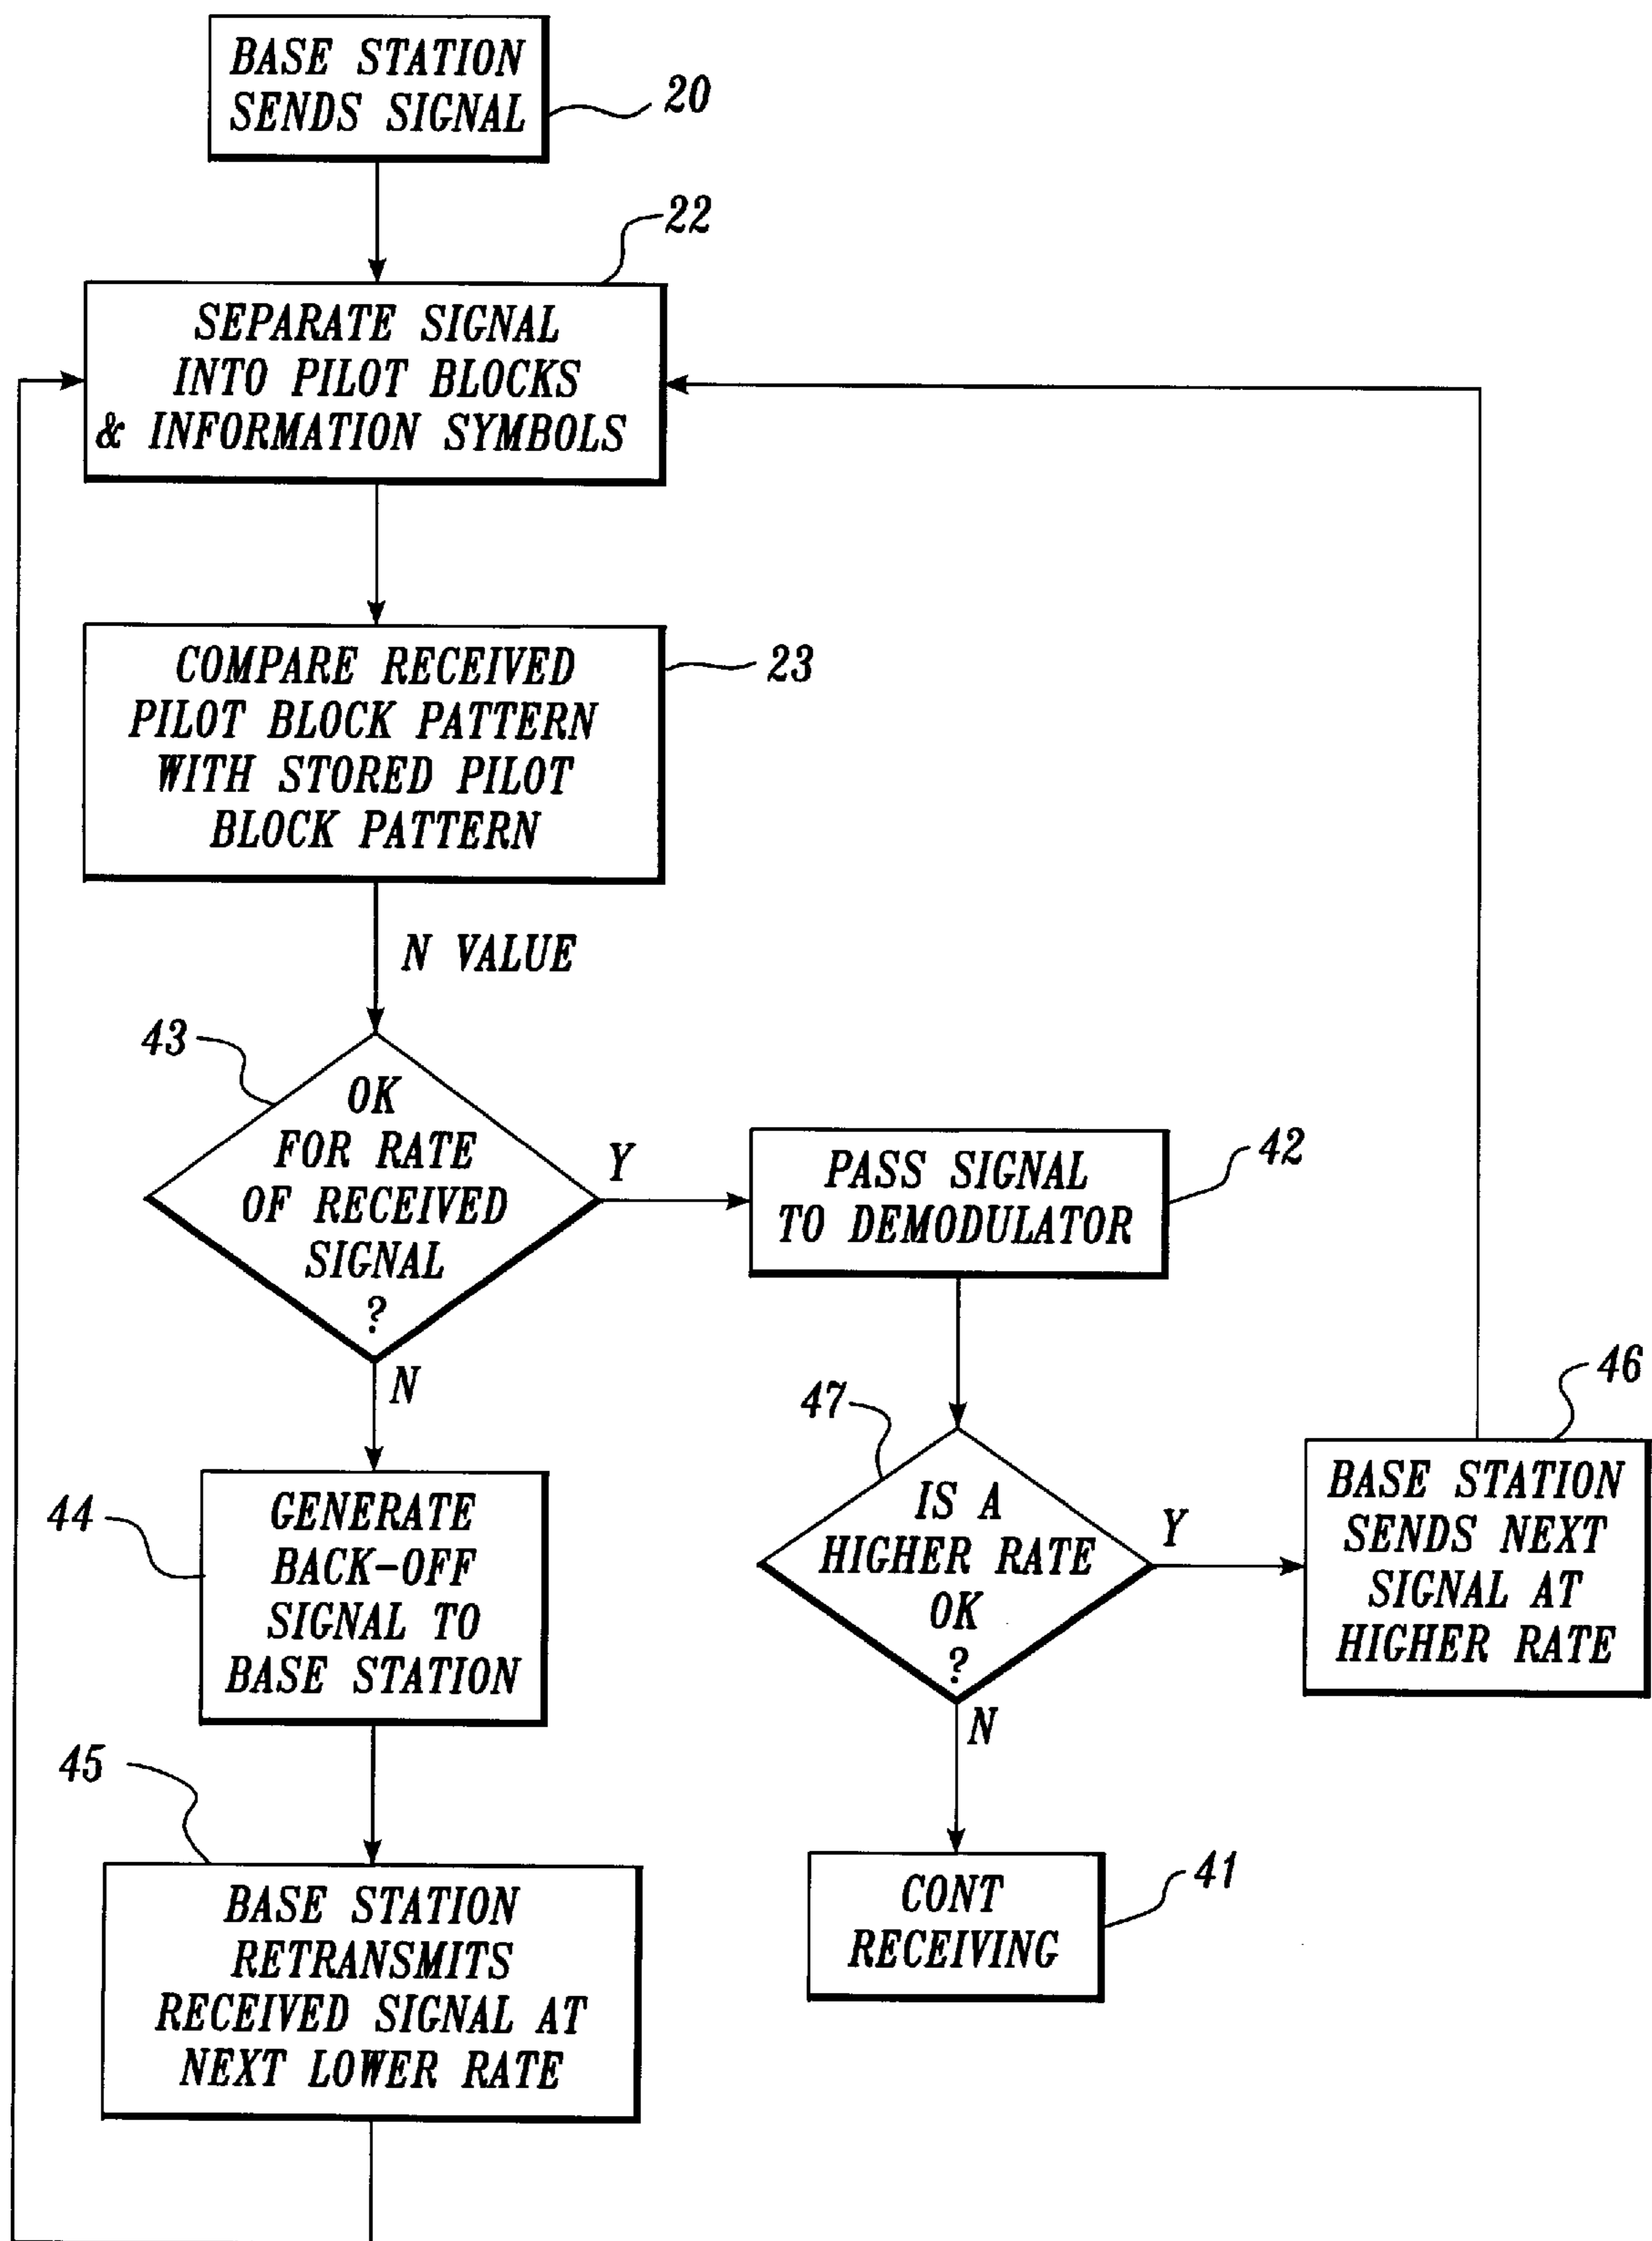 BASE STATION
SENDS SIGNAL
20
22
SEPARATE SIGNAL
INTO PILOT BLOCKS
& INFORMATION SYMBOLS
COMPARE RECEIVED
PILOT BLOCK PATTERN
WITH STORED PILOT
BLOCK PATTERN
23
N VALUE
43
OK
FOR RATE
OF RECEIVED
SIGNAL
?
Y
N
PASS SIGNAL
TO DEMODULATOR
42
47
IS A
HIGHER RATE
OK
?
Y
N
46
BASE STATION
SENDS NEXT
SIGNAL AT
HIGHER RATE
44
GENERATE
BACK-OFF
SIGNAL TO
BASE STATION
45
BASE STATION
RETRANSMITS
RECEIVED SIGNAL AT
NEXT LOWER RATE
CONT
RECEIVING
41